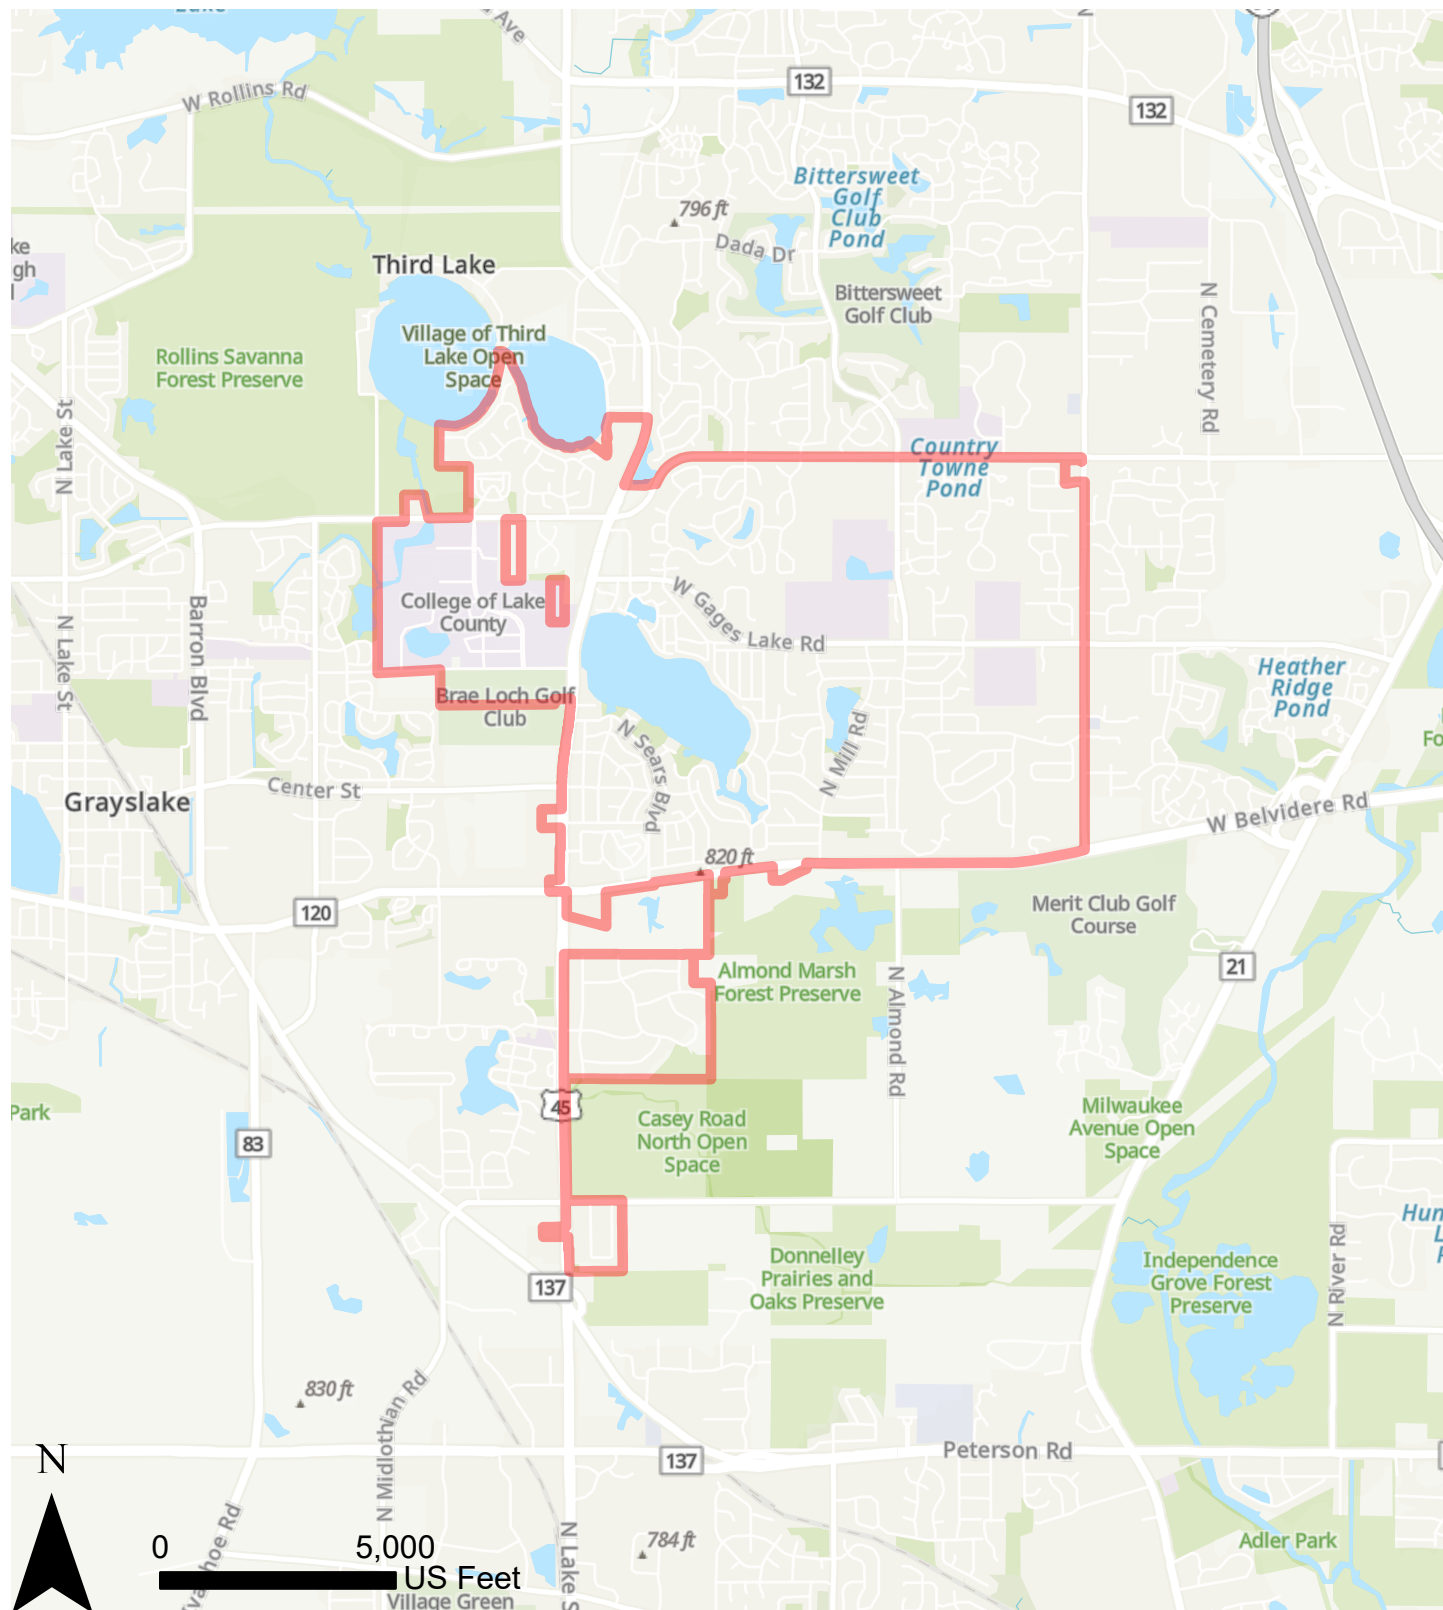 Lake
Ave
132
W Rollins Rd
132
Bittersweet
Golf
Club
Pond
796 ft
Dada Dr
Third Lake
Bittersweet
Golf Club
N Cemetery Rd
Village of Third
Lake Open
Space
Rollins Savanna
Forest Preserve
N Lake St
Country
Towne
Pond
College of Lake
County
W Gages Lake Rd
Barron Blvd
N Lake St
Heather
Ridge
Pond
Brae Loch Golf
Club
N Sears Blvd
N Mill Rd
Center St
Grayslake
W Belvidere Rd
820 ft
120
Merit Club Golf
Course
21
Almond Marsh
Forest Preserve
N Almond Rd
45
Park
83
Casey Road
North Open
Space
Milwaukee
Avenue Open
Space
Donnelley
Prairies and
Oaks Preserve
Independence
Grove Forest
Preserve
N River Rd
137
830 ft
N Midlothian Rd
137
Peterson Rd
N
784 ft
N Lake S
Adler Park
0 5,000
US Feet
Village Green